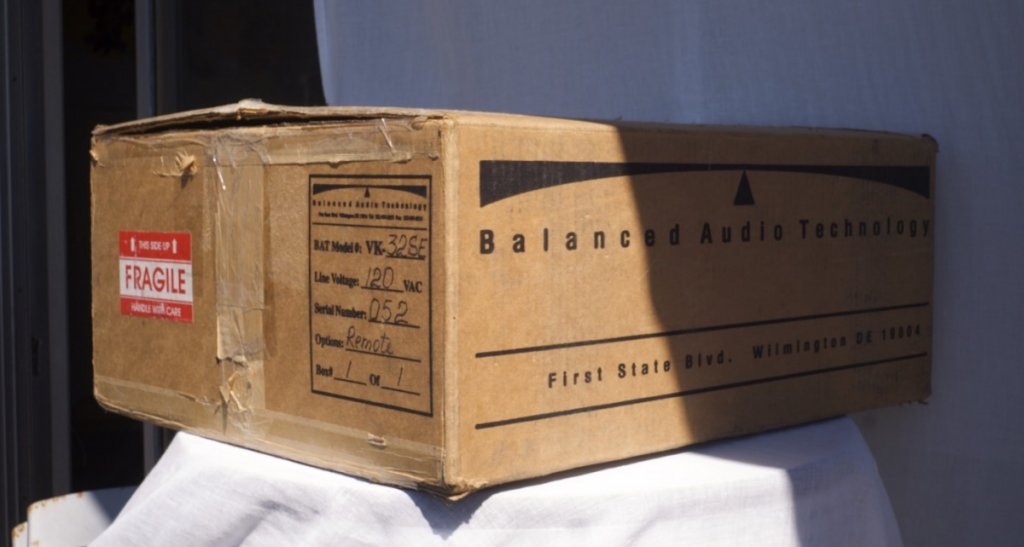 THIS SIDE UP
FRAGILE
HANDLE WITH CARE
Balanced Audio Technology
BAT Model #: VK-32SE
Line Voltage: 120 VAC
Serial Number: 052
Options: Remote
Box# 1 Of 1
Balanced Audio Technology
First State Blvd. Wilmington DE 19804